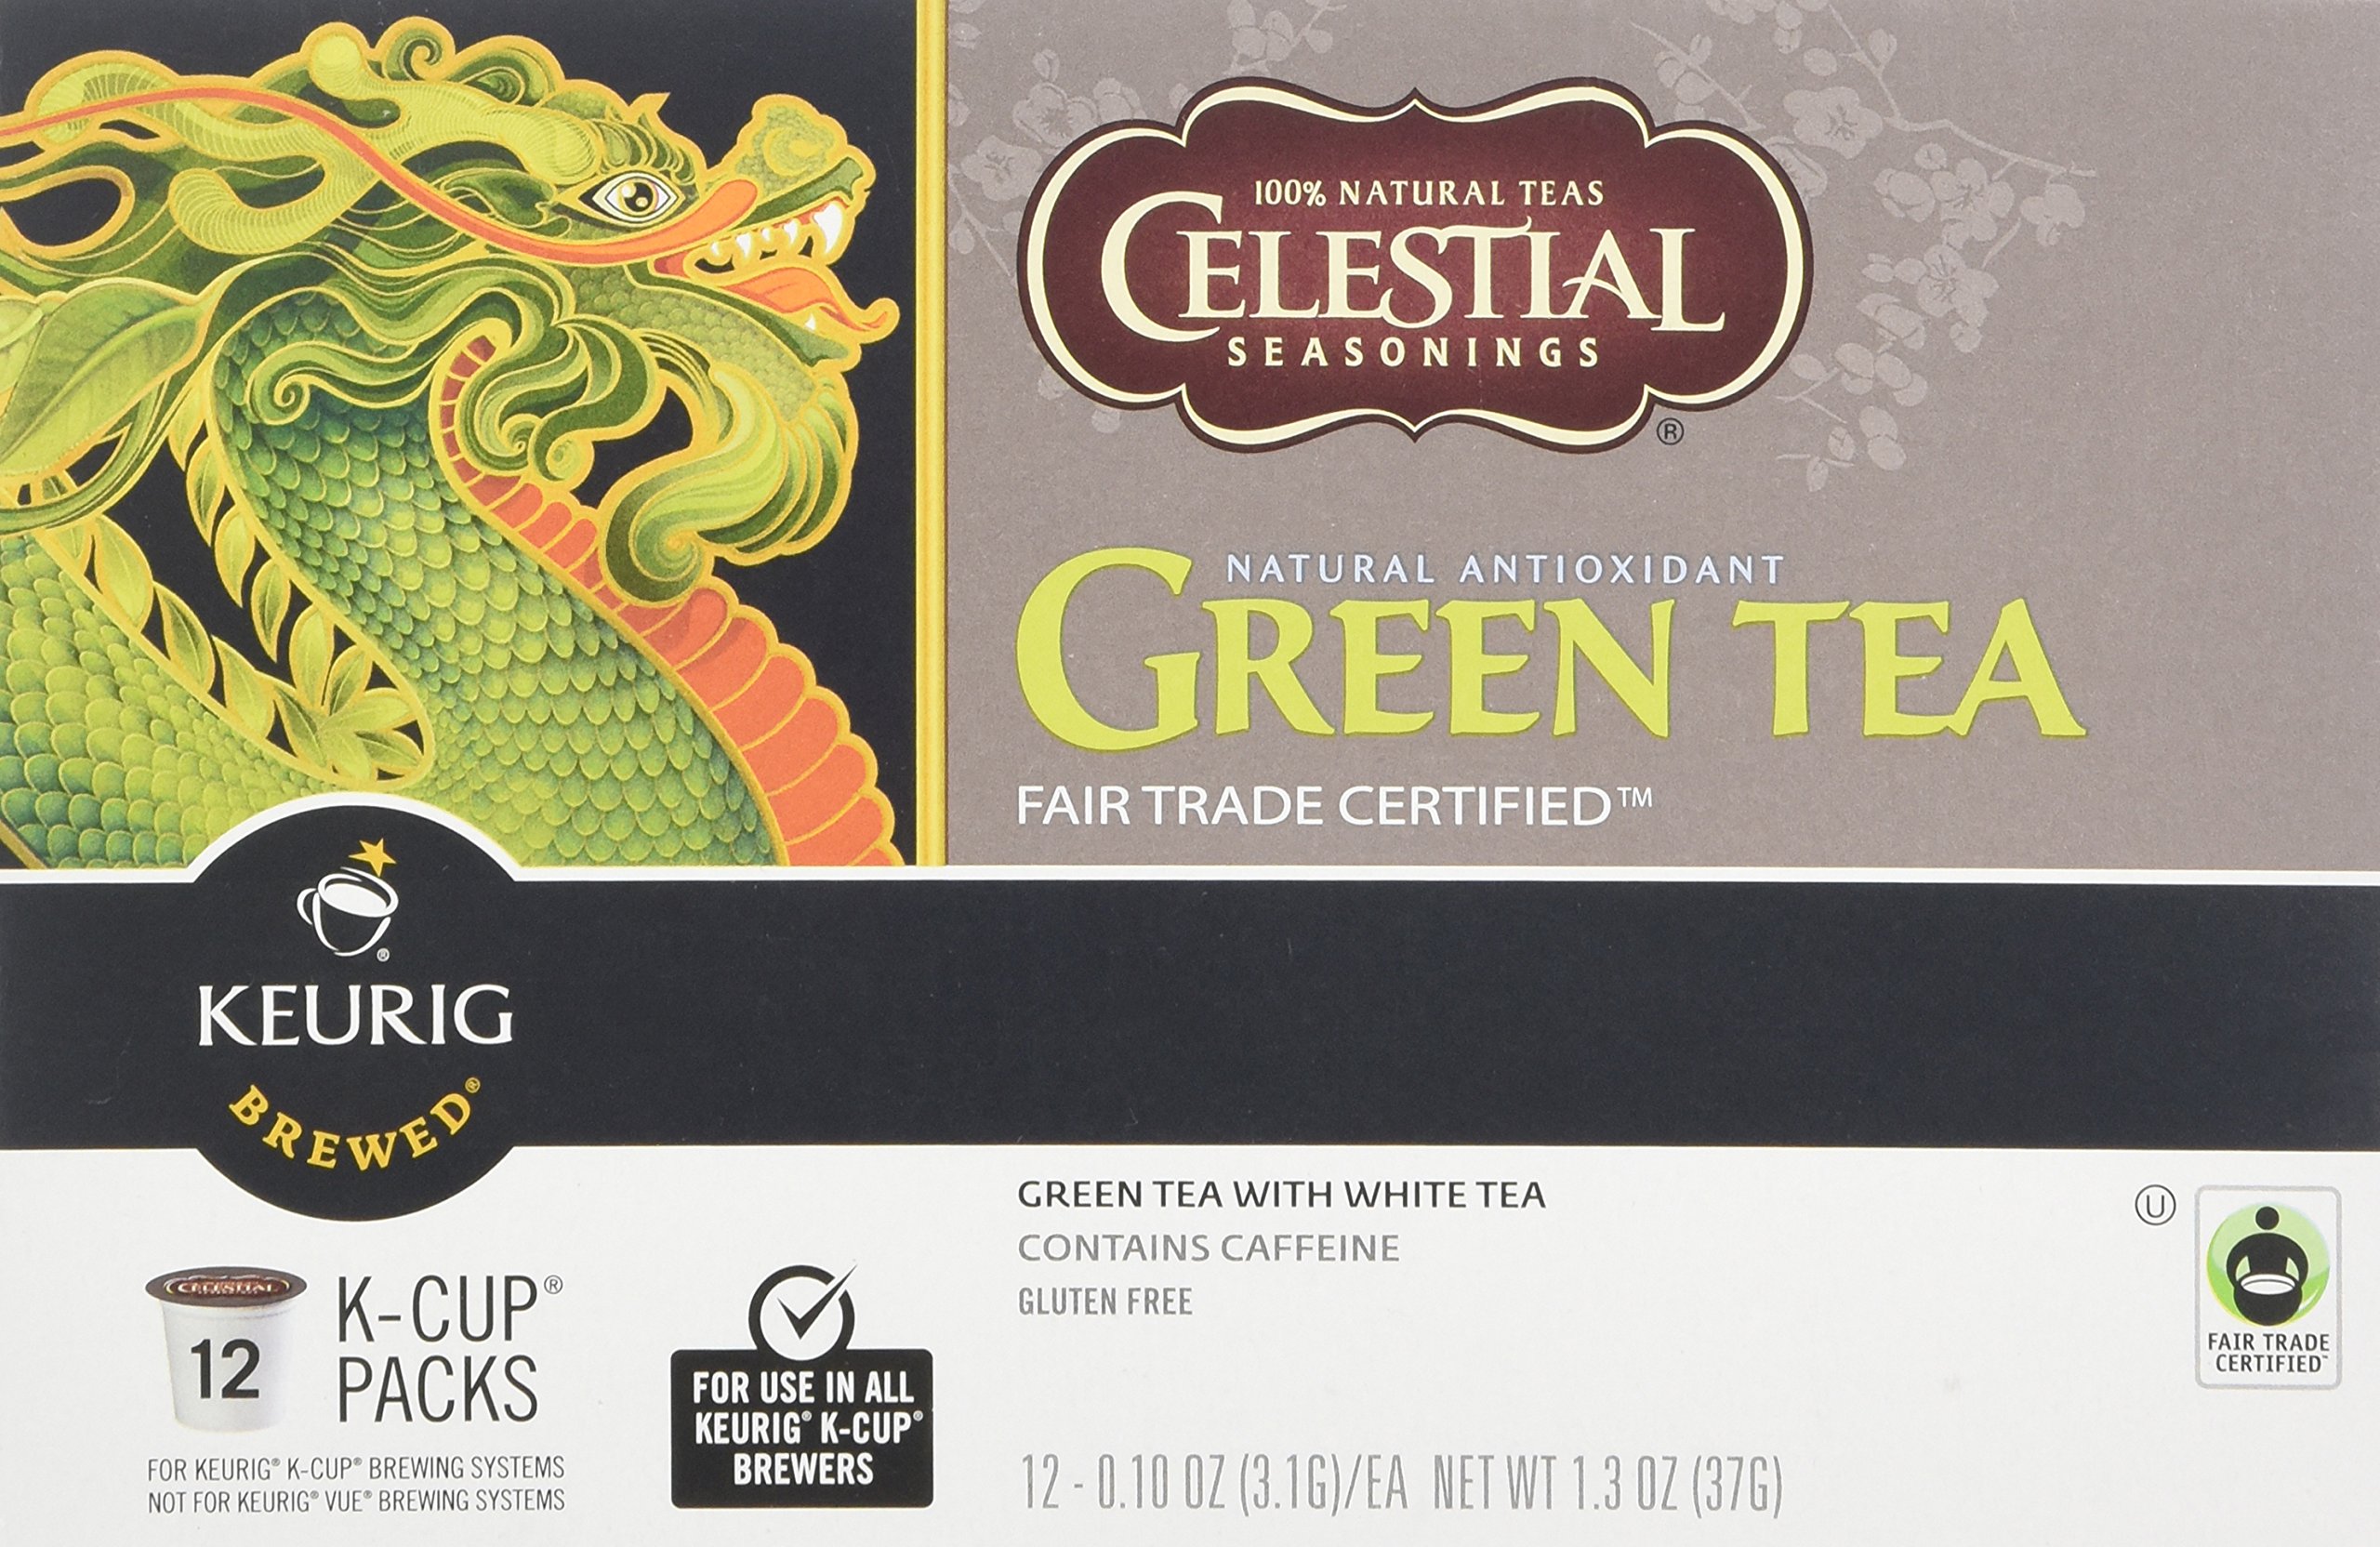 100% NATURAL TEAS
CELESTIAL
SEASONINGS
®
NATURAL ANTIOXIDANT
GREEN TEA
FAIR TRADE CERTIFIED™
®
KEURIG
BREWED®
GREEN TEA WITH WHITE TEA
CONTAINS CAFFEINE
GLUTEN FREE
U
FAIR TRADE
CERTIFIED™
CELESTIAL
12
K-CUP®
PACKS
FOR KEURIG® K-CUP® BREWING SYSTEMS
NOT FOR KEURIG® VUE® BREWING SYSTEMS
FOR USE IN ALL
KEURIG® K-CUP®
BREWERS
12 - 0.10 OZ (3.1G)/EA NET WT 1.3 OZ (37G)